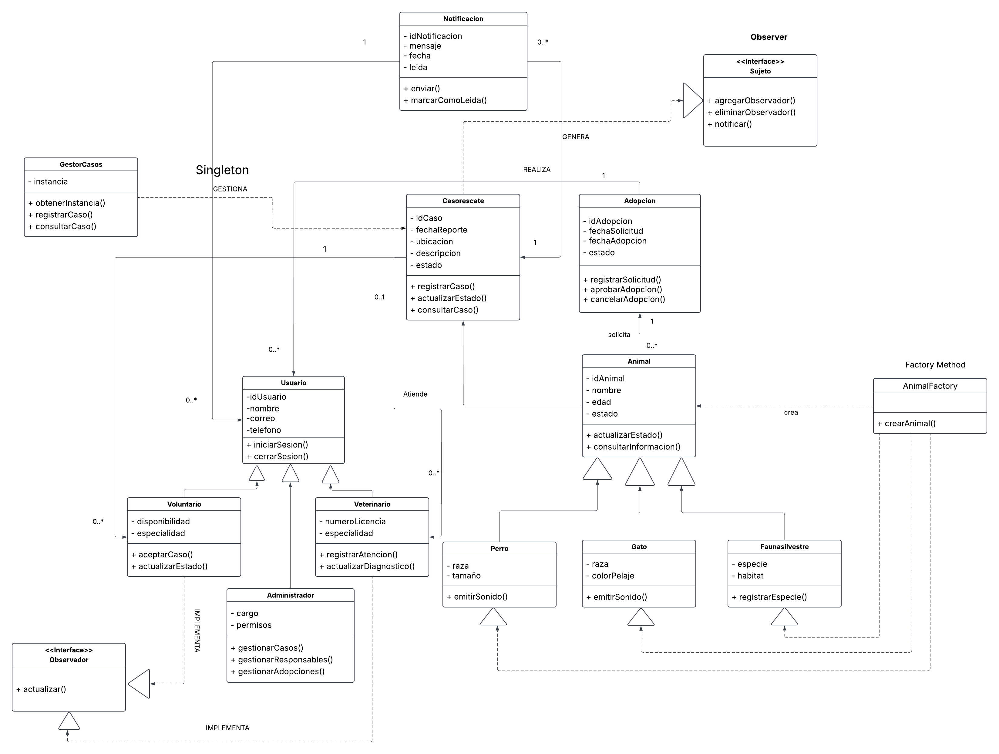 Notificacion
- idNotificacion
- mensaje
- fecha
- leida
+ enviar()
+ marcarComoLeida()
1
0..*
Observer
<<Interface>>
Sujeto
+ agregarObservador()
+ eliminarObservador()
+ notificar()
GENERA
GestorCasos
- instancia
+ obtenerInstancia()
+ registrarCaso()
+ consultarCaso()
Singleton
GESTIONA
REALIZA
1
Casorescate
- idCaso
- fechaReporte
- ubicacion
- descripcion
- estado
+ registrarCaso()
+ actualizarEstado()
+ consultarCaso()
1
1
0..1
Adopcion
- idAdopcion
- fechaSolicitud
- fechaAdopcion
- estado
+ registrarSolicitud()
+ aprobarAdopcion()
+ cancelarAdopcion()
1
solicita
0..*
0..*
Animal
- idAnimal
- nombre
- edad
- estado
+ actualizarEstado()
+ consultarInformacion()
Factory Method
AnimalFactory
+ crearAnimal()
crea
Usuario
-idUsuario
-nombre
-correo
-telefono
+ iniciarSesion()
+ cerrarSesion()
0..*
Atiende
0..*
Voluntario
- disponibilidad
- especialidad
+ aceptarCaso()
+ actualizarEstado()
0..*
Veterinario
- numeroLicencia
- especialidad
+ registrarAtencion()
+ actualizarDiagnostico()
Perro
- raza
- tamaño
+ emitirSonido()
Gato
- raza
- colorPelaje
+ emitirSonido()
Faunasilvestre
- especie
- habitat
+ registrarEspecie()
Administrador
- cargo
- permisos
+ gestionarCasos()
+ gestionarResponsables()
+ gestionarAdopciones()
IMPLEMENTA
<<Interface>>
Observador
+ actualizar()
IMPLEMENTA